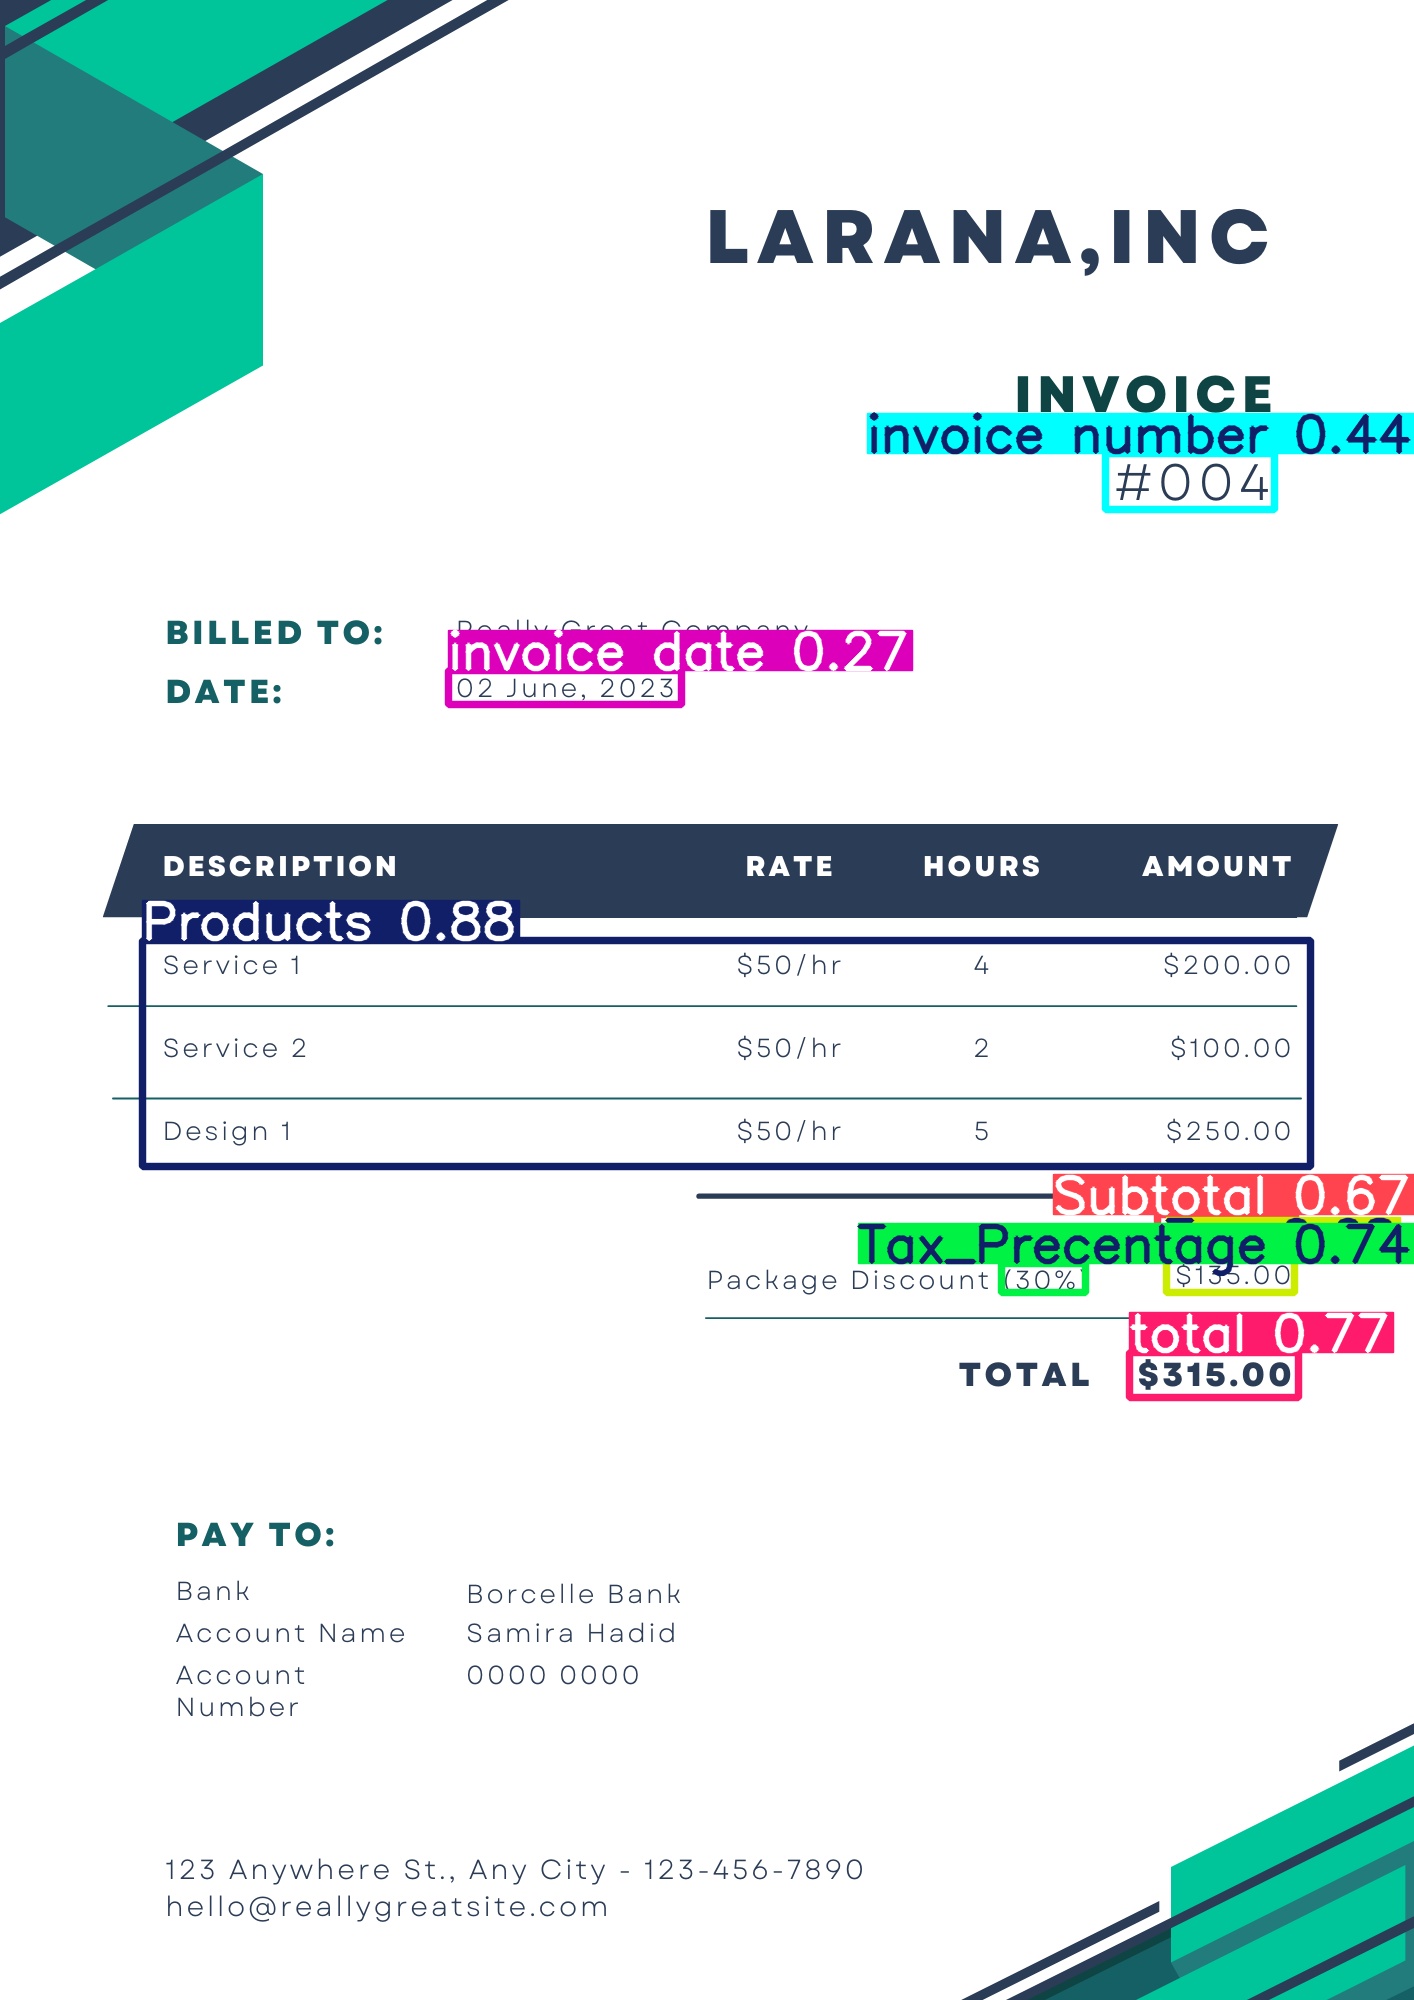 LARANA,INC
INVOICE
invoice number 0.44
#004
BILLED TO: Really Great Company
invoice date 0.27
DATE: 02 June, 2023
DESCRIPTION RATE HOURS AMOUNT
Products 0.88
Service 1 $50/hr 4 $200.00
Service 2 $50/hr 2 $100.00
Design 1 $50/hr 5 $250.00
Subtotal 0.67
Tax_Precentage 0.74
Package Discount (30%) $135.00
total 0.77
TOTAL $315.00
PAY TO:
Bank Borcelle Bank
Account Name Samira Hadid
Account Number 0000 0000
123 Anywhere St., Any City - 123-456-7890
hello@reallygreatsite.com